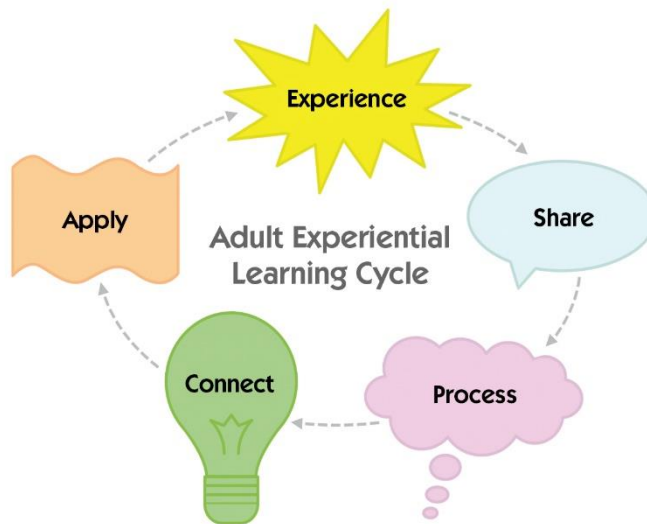 Experience
Share
Apply
Adult Experiential
Learning Cycle
Connect
Process